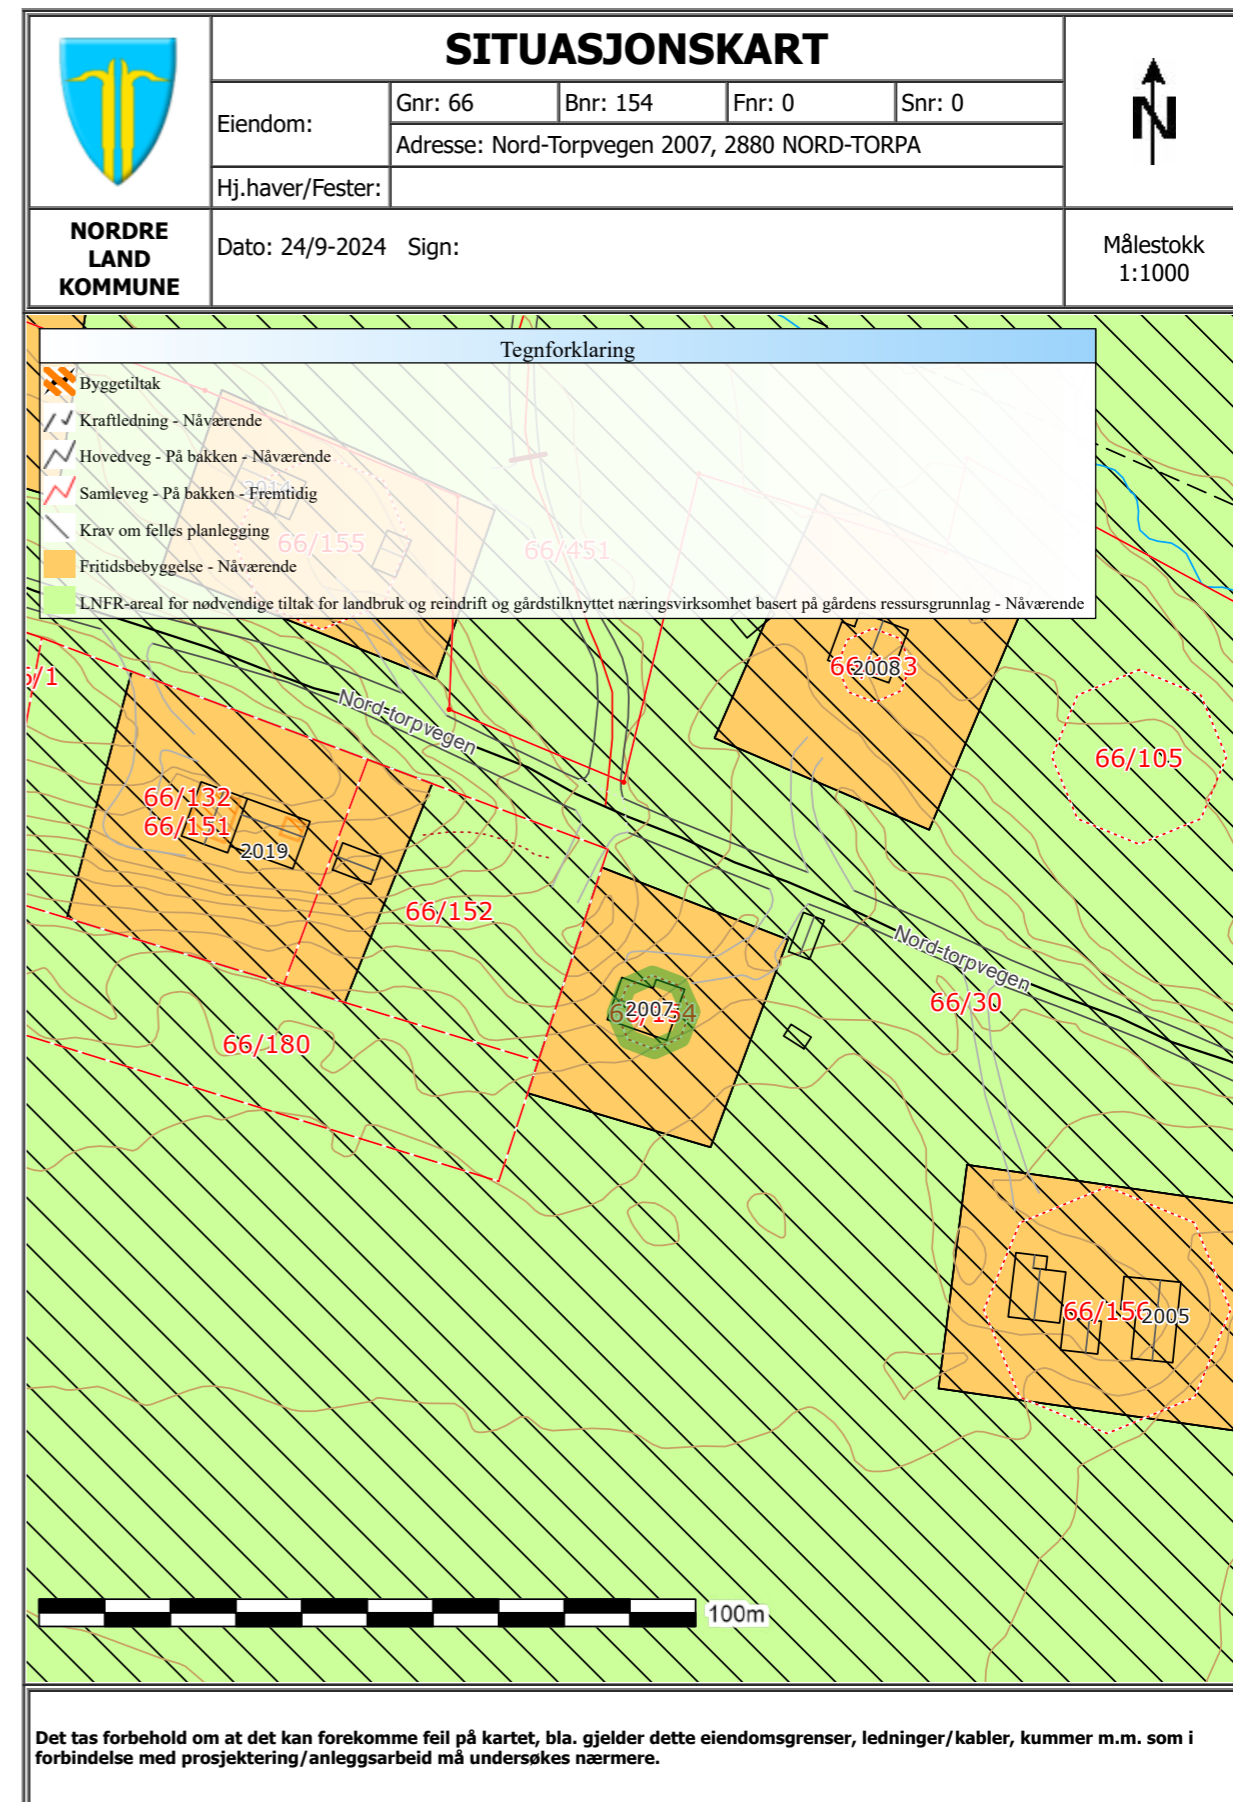 SITUASJONSKART
Eiendom:
Gnr: 66
Bnr: 154
Fnr: 0
Snr: 0
Adresse: Nord-Torpvegen 2007, 2880 NORD-TORPA
Hj.haver/Fester:
N
NORDRE
LAND
KOMMUNE
Dato: 24/9-2024 Sign:
Målestokk
1:1000
Tegnforklaring
Byggetiltak
Kraftledning - Nåværende
Hovedveg - På bakken - Nåværende
Samleveg - På bakken - Fremtidig
2014
Krav om felles planlegging
66/155
66/451
Fritidsbebyggelse - Nåværende
LNFR-areal for nødvendige tiltak for landbruk og reindrift og gårdstilknyttet næringsvirksomhet basert på gårdens ressursgrunnlag - Nåværende
2008
Nord-torpvegen
66/105
66/132
66/151
2019
66/152
Nord-torpvegen
66/30
2007
66/154
66/180
66/156
2005
100m
Det tas forbehold om at det kan forekomme feil på kartet, bla. gjelder dette eiendomsgrenser, ledninger/kabler, kummer m.m. som i
forbindelse med prosjektering/anleggsarbeid må undersøkes nærmere.